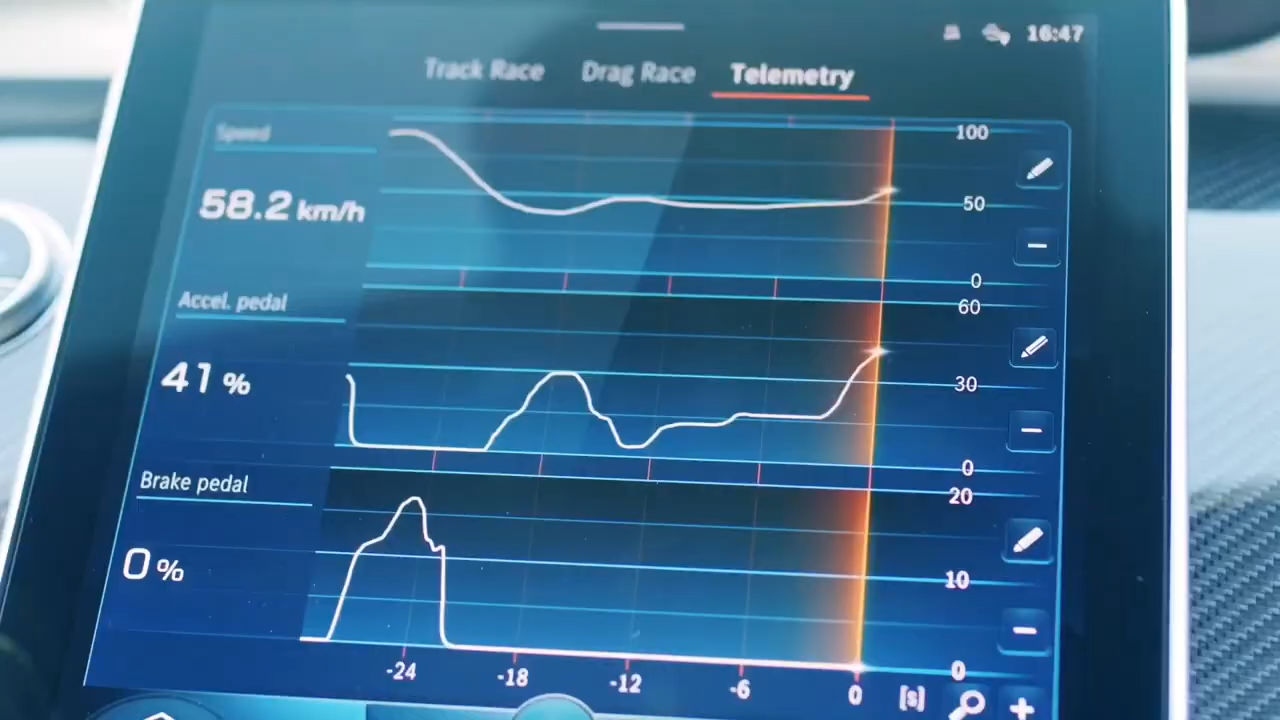 16:47
Track Race Drag Race Telemetry
Speed
100
58.2 km/h
50
0
Accel. pedal
60
41 %
30
0
Brake pedal
20
0 %
10
0
-24 -18 -12 -6 0 [s]